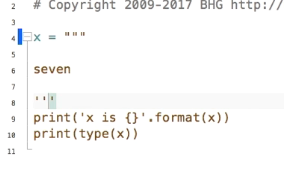 2 # Copyright 2009-2017 BHG http://
3
4 x = """
5
6 seven
7
8 '''
9 print('x is {}'.format(x))
10 print(type(x))
11